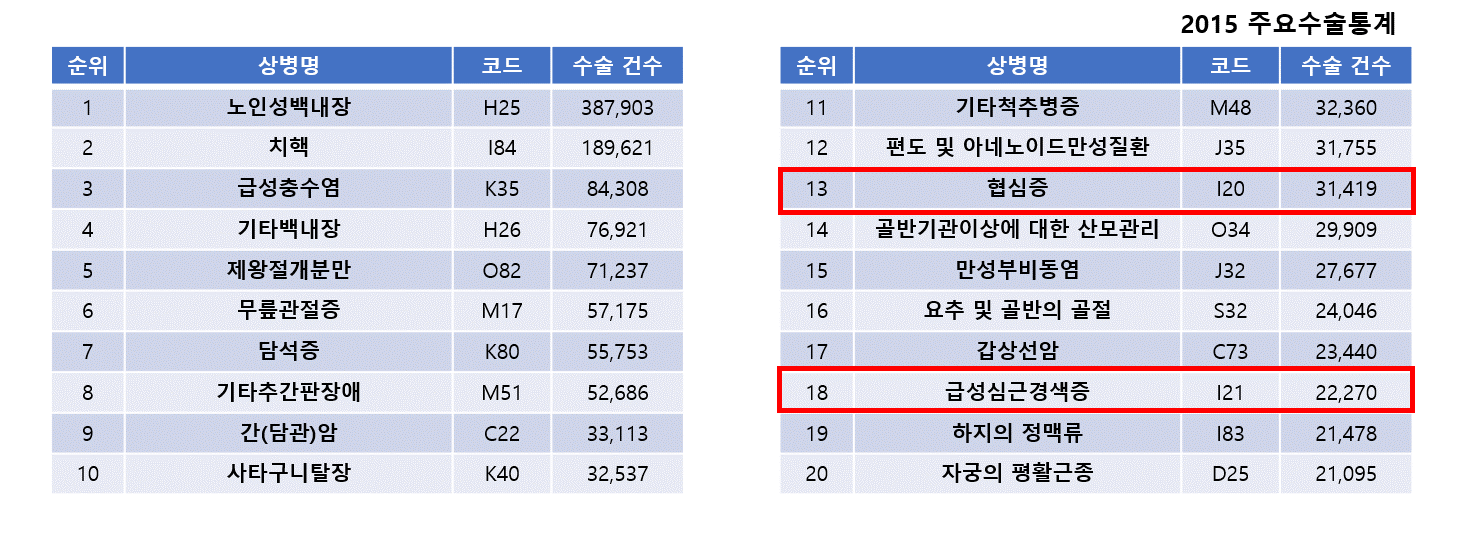 2015 주요수술통계
순위 상병명 코드 수술 건수
1 노인성백내장 H25 387,903
2 치핵 I84 189,621
3 급성충수염 K35 84,308
4 기타백내장 H26 76,921
5 제왕절개분만 O82 71,237
6 무릎관절증 M17 57,175
7 담석증 K80 55,753
8 기타추간판장애 M51 52,686
9 간(담관)암 C22 33,113
10 사타구니탈장 K40 32,537
순위 상병명 코드 수술 건수
11 기타척추병증 M48 32,360
12 편도 및 아네노이드만성질환 J35 31,755
13 협심증 I20 31,419
14 골반기관이상에 대한 산모관리 O34 29,909
15 만성부비동염 J32 27,677
16 요추 및 골반의 골절 S32 24,046
17 갑상선암 C73 23,440
18 급성심근경색증 I21 22,270
19 하지의 정맥류 I83 21,478
20 자궁의 평활근종 D25 21,095